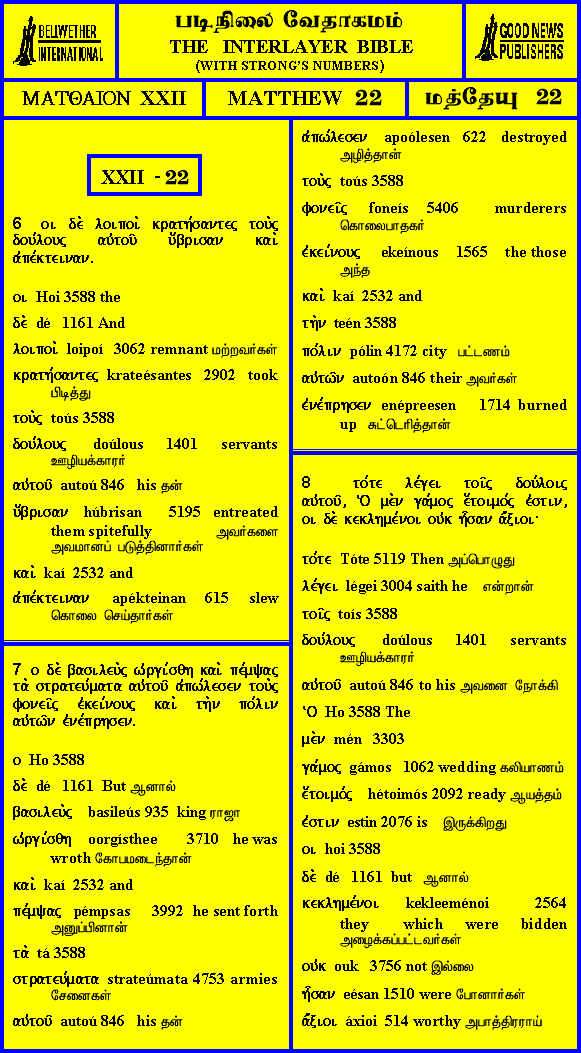 BELLWETHER
INTERNATIONAL
படிநிலை வேதாகமம்
THE INTERLAYER BIBLE
(WITH STRONG'S NUMBERS)
GOOD NEWS
PUBLISHERS
ΜΑΤΘΑΙΟΝ XXII
MATTHEW 22
மத்தேயு 22
XXII - 22
6 οι δὲ λοιποὶ κρατήσαντες τοὺς
δούλους αὐτοῦ ὕβρισαν καὶ
ἀπέκτειναν.
οι Hoi 3588 the
δὲ dé 1161 And
λοιποὶ loipoí 3062 remnant மற்றவர்கள்
κρατήσαντες krateésantes 2902 took
பிடித்து
τοὺς toús 3588
δούλους doúlous 1401 servants
ஊழியக்காரர்
αὐτοῦ autoú 846 his தன்
ὕβρισαν húbrisan 5195 entreated
them spitefully அவர்களை
அவமானப் படுத்தினார்கள்
καὶ kaí 2532 and
ἀπέκτειναν apékteinan 615 slew
கொலை செய்தார்கள்
7 ο δὲ βασιλεὺς ὠργίσθη καὶ πέμψας
τὰ στρατεύματα αὐτοῦ ἀπώλεσεν τοὺς
φονεῖς ἐκείνους καὶ τὴν πόλιν
αὐτῶν ἐνέπρησεν.
ο Ho 3588
δὲ dé 1161 But ஆனால்
βασιλεὺς basileús 935 king ராஜா
ὠργίσθη oorgísthee 3710 he was
wroth கோபமடைந்தான்
καὶ kaí 2532 and
πέμψας pémpsas 3992 he sent forth
அனுப்பினான்
τὰ tá 3588
στρατεύματα strateúmata 4753 armies
சேனைகள்
αὐτοῦ autoú 846 his தன்
ἀπώλεσεν apoólesen 622 destroyed
அழித்தான்
τοὺς toús 3588
φονεῖς foneís 5406 murderers
கொலைபாதகர்
ἐκείνους ekeínous 1565 the those
அந்த
καὶ kaí 2532 and
τὴν teén 3588
πόλιν pólin 4172 city பட்டணம்
αὐτῶν autoón 846 their அவர்கள்
ἐνέπρησεν enépreesen 1714 burned
up சுட்டெரித்தான்
8 τότε λέγει τοῖς δούλοις
αὐτοῦ, Ὁ μὲν γάμος ἕτοιμός ἐστιν,
οι δὲ κεκλημένοι οὐκ ἦσαν ἄξιοι·
τότε Tóte 5119 Then அப்பொழுது
λέγει légei 3004 saith he என்றான்
τοῖς toís 3588
δούλους doúlous 1401 servants
ஊழியக்காரர்
αὐτοῦ autoú 846 to his அவனை நோக்கி
Ὁ Ho 3588 The
μὲν mén 3303
γάμος gámos 1062 wedding கலியாணம்
ἕτοιμός hétoimós 2092 ready ஆயத்தம்
ἐστιν estin 2076 is இருக்கிறது
οι hoi 3588
δὲ dé 1161 but ஆனால்
κεκλημένοι kekleeménoi 2564
they which were bidden
அழைக்கப்பட்டவர்கள்
οὐκ ouk 3756 not இல்லை
ἦσαν eésan 1510 were போனார்கள்
ἄξιοι áxioi 514 worthy அபாத்திரராய்